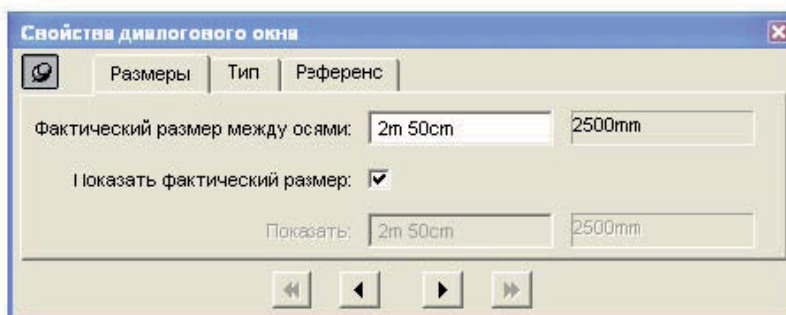 Свойства диалогового окна
Размеры Тип Референс
Фактический размер между осями: 2m 50cm 2500mm
Показать фактический размер:
Показать: 2m 50cm 2500mm